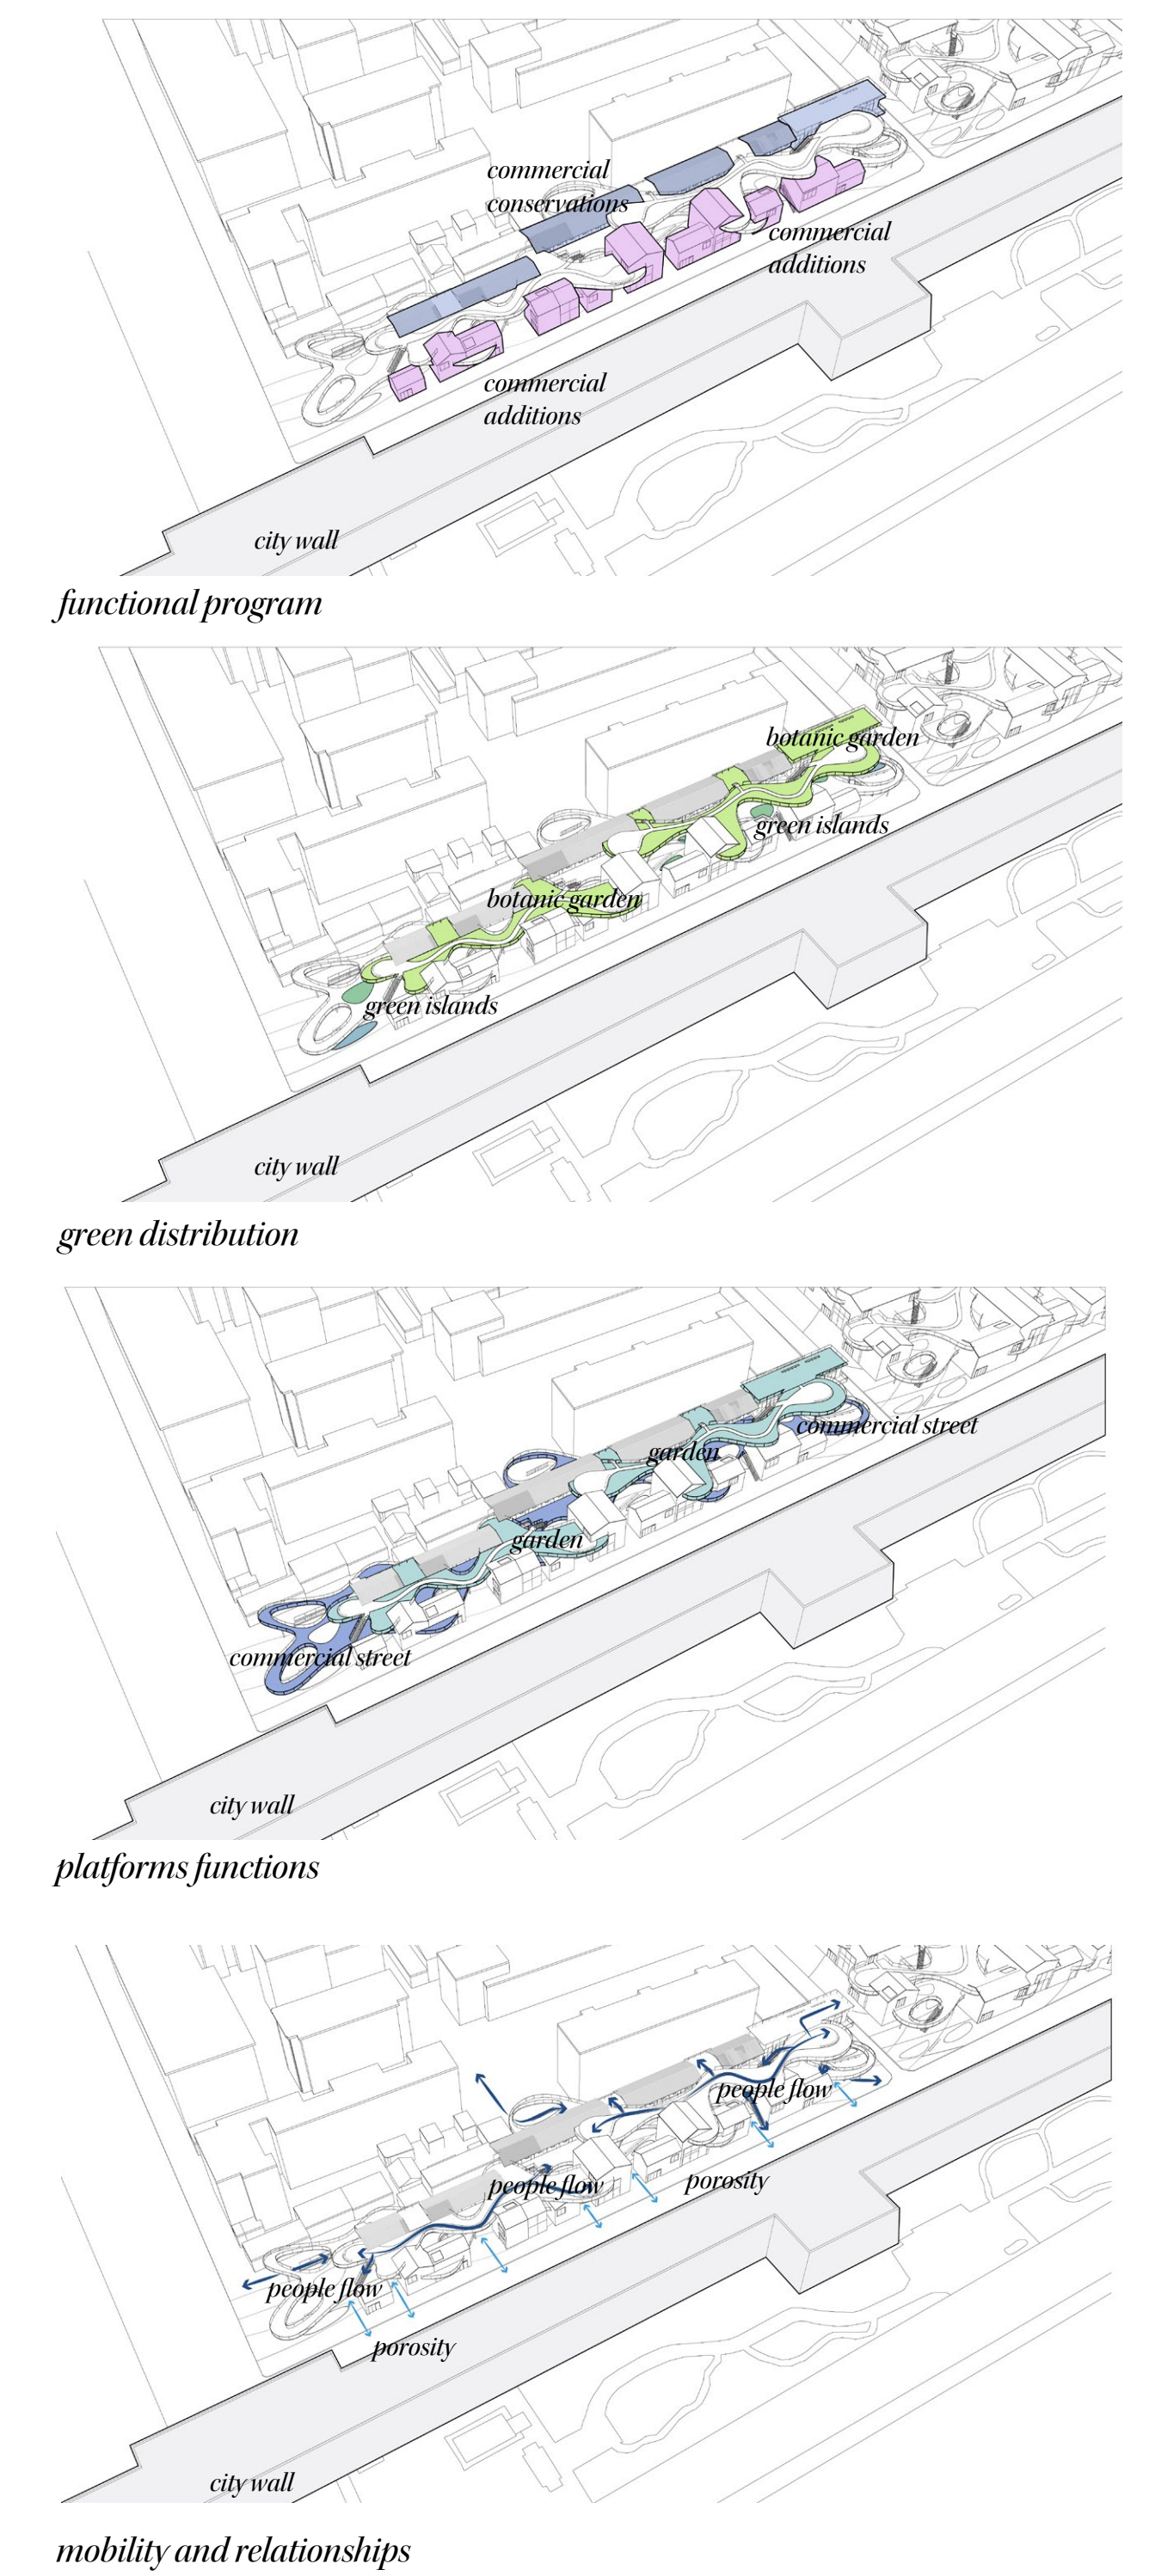 commercial
conservations
commercial
additions
commercial
additions
city wall
functional program
botanic garden
green islands
botanic garden
green islands
city wall
green distribution
commercial street
garden
garden
commercial street
city wall
platforms functions
people flow
people flow
porosity
people flow
porosity
city wall
mobility and relationships